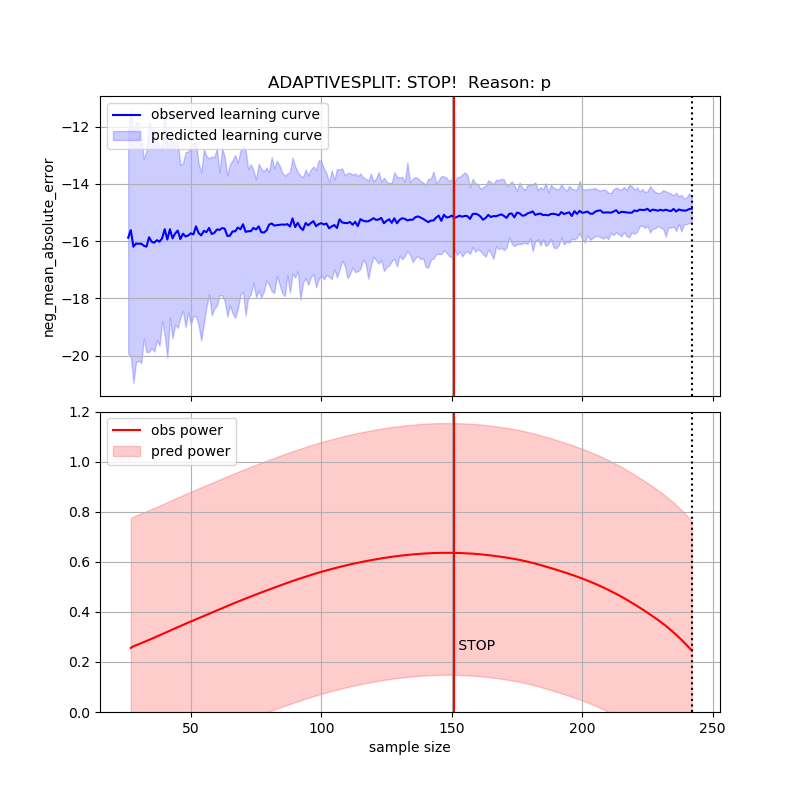 ADAPTIVESPLIT: STOP!  Reason: p
observed learning curve
predicted learning curve
neg_mean_absolute_error
−12
−14
−16
−18
−20
obs power
pred power
1.2
1.0
0.8
0.6
0.4
0.2
0.0
STOP
50
100
150
200
250
sample size